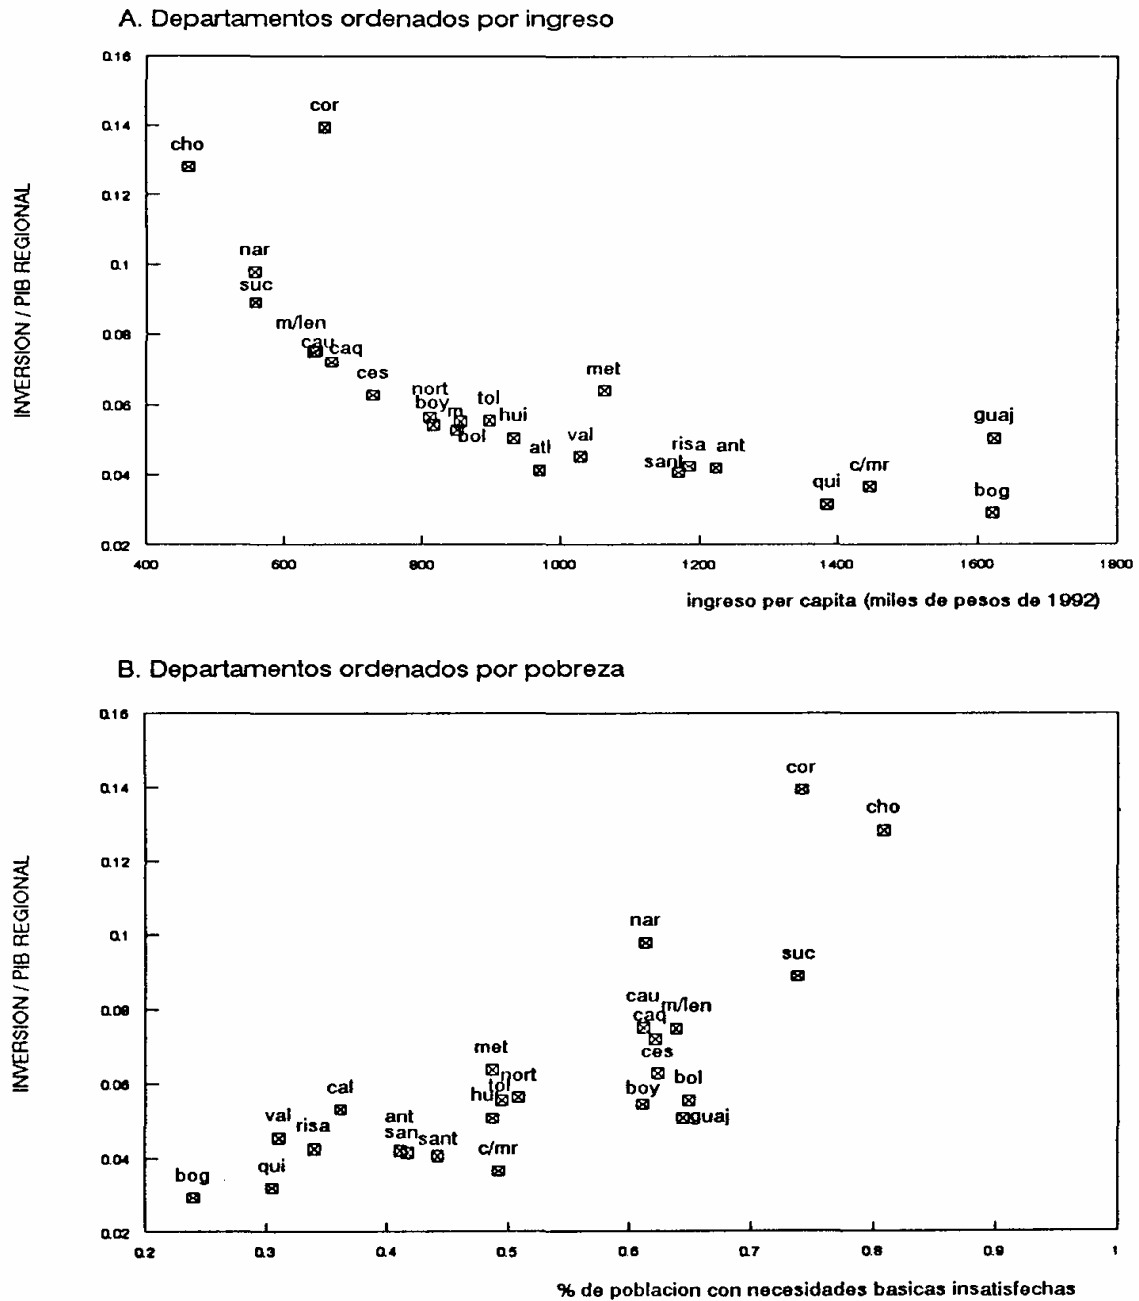 A. Departamentos ordenados por ingreso
INVERSION / PIB REGIONAL
0.16
0.14
0.12
0.1
0.08
0.06
0.04
0.02
cor
cho
nar
suc
m/len
cau
caq
ces
nort
boy
m
bol
tol
hui
atl
val
met
sant
risa
ant
qui
c/mr
guaj
bog
400
600
800
1000
1200
1400
1600
1800
ingreso per capita (miles de pesos de 1992)
B. Departamentos ordenados por pobreza
INVERSION / PIB REGIONAL
0.16
0.14
0.12
0.1
0.08
0.06
0.04
0.02
cor
cho
nar
suc
cau
m/len
caq
ces
met
nort
tol
hui
boy
bol
guaj
cal
val
risa
ant
san
sant
c/mr
qui
bog
0.2
0.3
0.4
0.5
0.6
0.7
0.8
0.9
1
% de poblacion con necesidades basicas insatisfechas